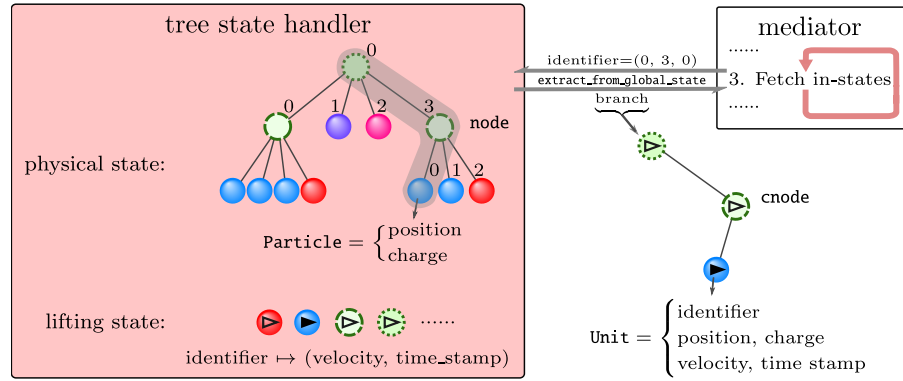 tree state handler
mediator
0
identifier=(0, 3, 0)
......
extract_from_global_state
3. Fetch in-states
0
1
2
3
node
branch
......
physical state:
0
1
2
cnode
Particle = { position
charge
lifting state:
......
identifier ↦ (velocity, time_stamp)
Unit = { identifier
position, charge
velocity, time stamp